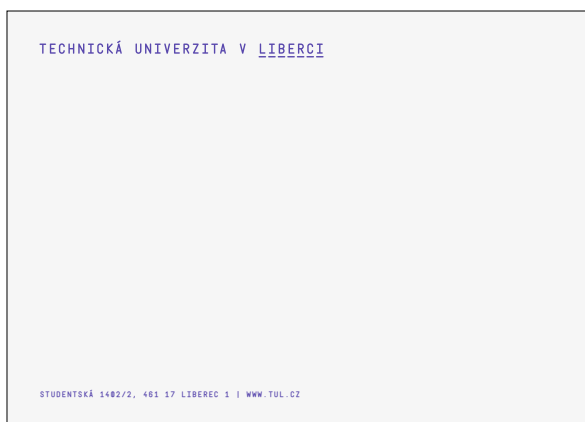 TECHNICKÁ UNIVERZITA V LIBERCI
STUDENTSKÁ 1402/2, 461 17 LIBEREC 1 | WWW.TUL.CZ